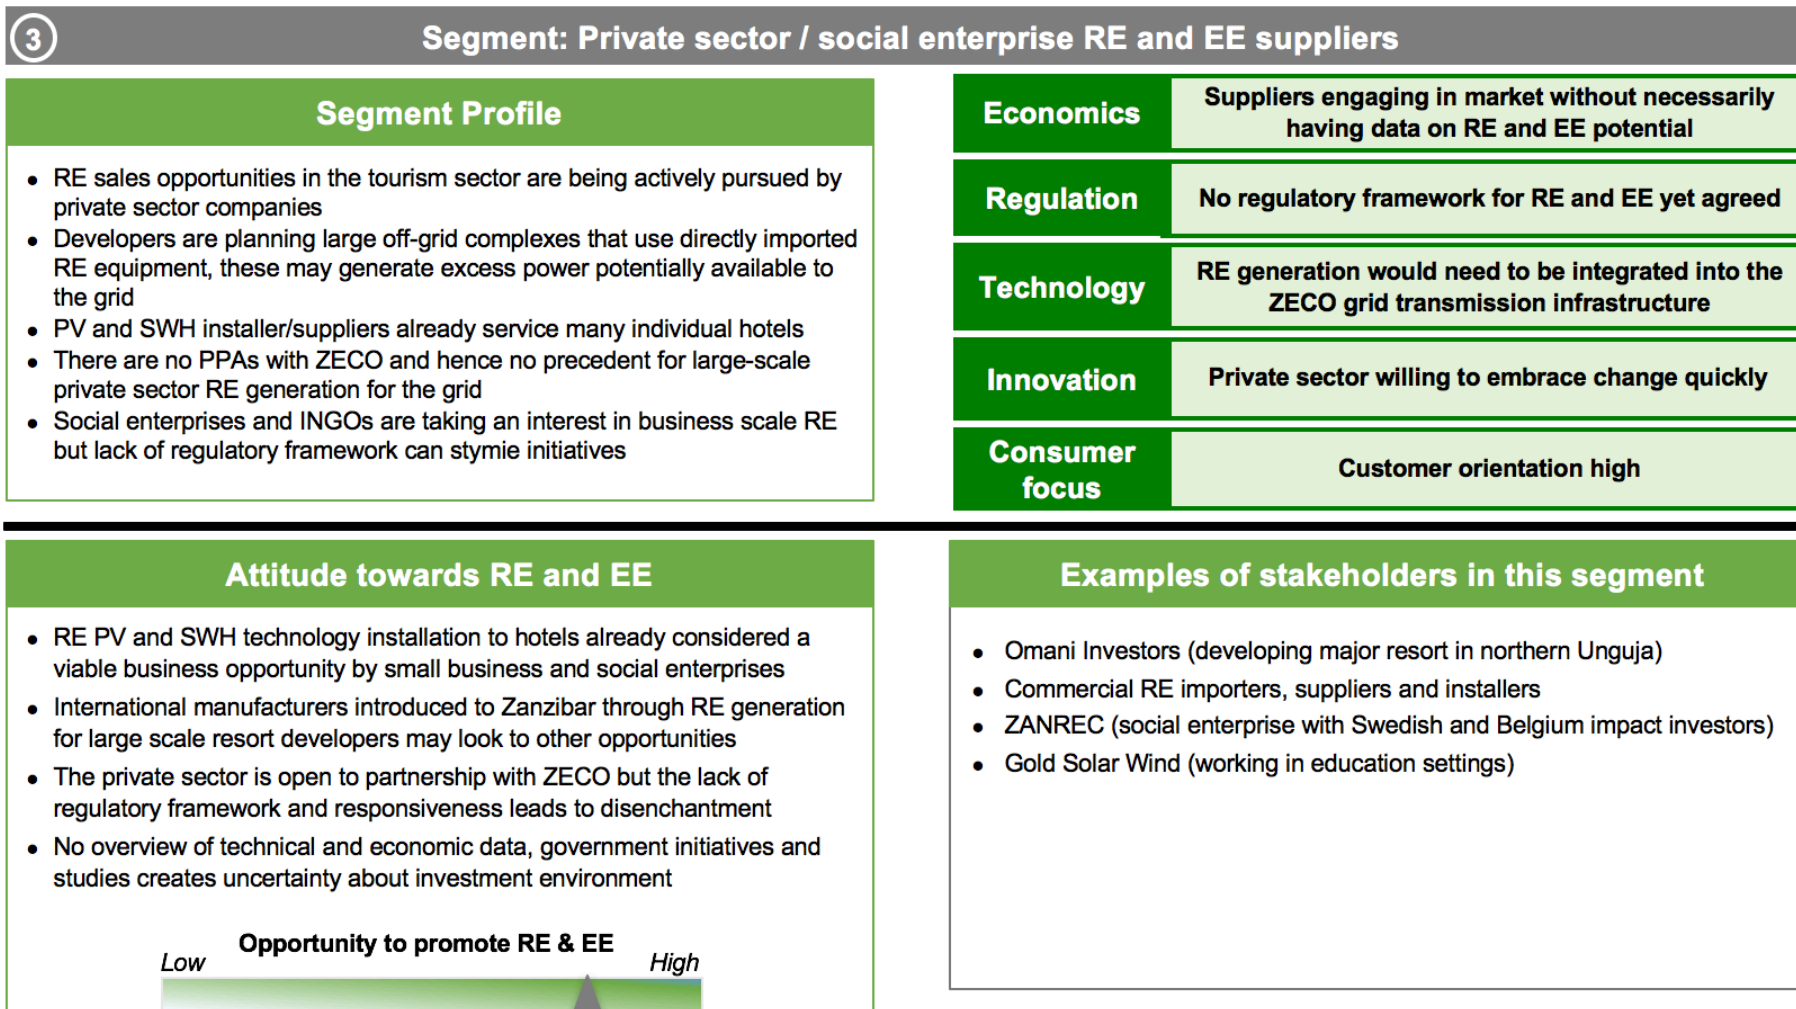 3
Segment: Private sector / social enterprise RE and EE suppliers
Segment Profile
● RE sales opportunities in the tourism sector are being actively pursued by
private sector companies
● Developers are planning large off-grid complexes that use directly imported
RE equipment, these may generate excess power potentially available to
the grid
● PV and SWH installer/suppliers already service many individual hotels
● There are no PPAs with ZECO and hence no precedent for large-scale
private sector RE generation for the grid
● Social enterprises and INGOs are taking an interest in business scale RE
but lack of regulatory framework can stymie initiatives
Economics
Suppliers engaging in market without necessarily
having data on RE and EE potential
Regulation
No regulatory framework for RE and EE yet agreed
Technology
RE generation would need to be integrated into the
ZECO grid transmission infrastructure
Innovation
Private sector willing to embrace change quickly
Consumer
focus
Customer orientation high
Attitude towards RE and EE
● RE PV and SWH technology installation to hotels already considered a
viable business opportunity by small business and social enterprises
● International manufacturers introduced to Zanzibar through RE generation
for large scale resort developers may look to other opportunities
● The private sector is open to partnership with ZECO but the lack of
regulatory framework and responsiveness leads to disenchantment
● No overview of technical and economic data, government initiatives and
studies creates uncertainty about investment environment
Opportunity to promote RE & EE
Low
High
Examples of stakeholders in this segment
● Omani Investors (developing major resort in northern Unguja)
● Commercial RE importers, suppliers and installers
● ZANREC (social enterprise with Swedish and Belgium impact investors)
● Gold Solar Wind (working in education settings)